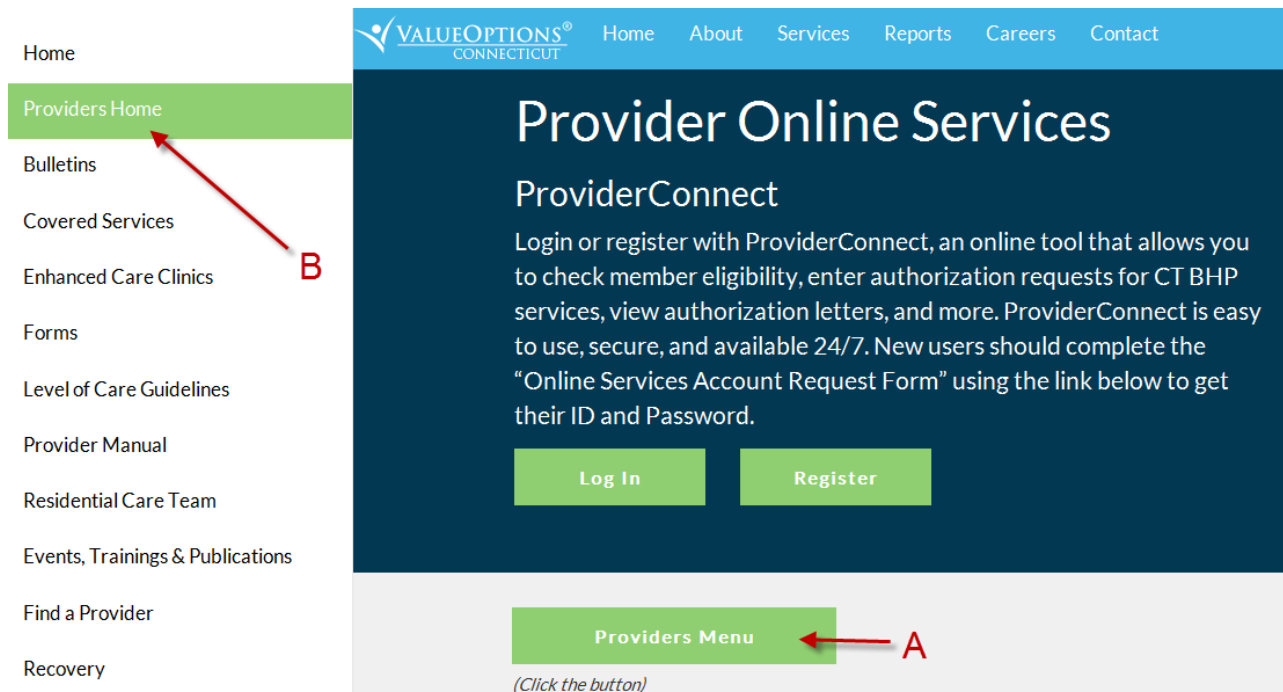 Home
Providers Home
Bulletins
Covered Services
B
Enhanced Care Clinics
Forms
Level of Care Guidelines
Provider Manual
Residential Care Team
Events, Trainings & Publications
Find a Provider
Recovery
VALUEOPTIONS®
CONNECTICUT
Home About Services Reports Careers Contact
Provider Online Services
ProviderConnect
Login or register with ProviderConnect, an online tool that allows you
to check member eligibility, enter authorization requests for CT BHP
services, view authorization letters, and more. ProviderConnect is easy
to use, secure, and available 24/7. New users should complete the
“Online Services Account Request Form” using the link below to get
their ID and Password.
Log In Register
Providers Menu A
(Click the button)